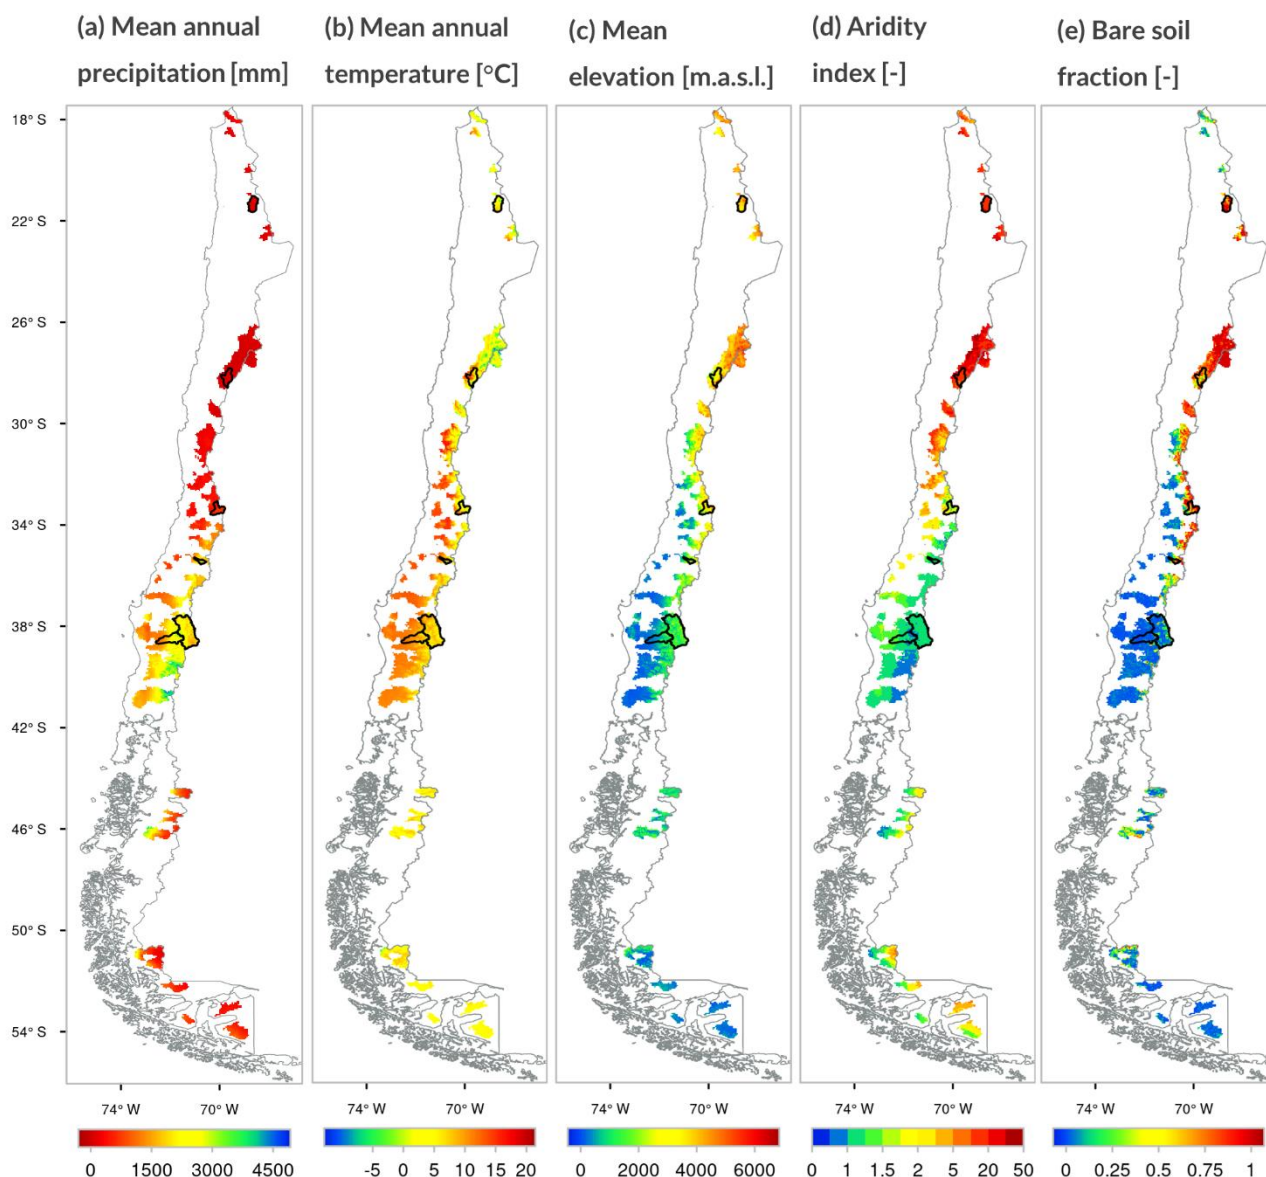 (a) Mean annual
precipitation [mm]
(b) Mean annual
temperature [°C]
(c) Mean
elevation [m.a.s.l.]
(d) Aridity
index [-]
(e) Bare soil
fraction [-]
18° S
22° S
26° S
30° S
34° S
38° S
42° S
46° S
50° S
54° S
74° W 70° W
74° W 70° W
74° W 70° W
74° W 70° W
74° W 70° W
0 1500 3000 4500
-5 0 5 10 15 20
0 2000 4000 6000
0 1 1.5 2 5 20 50
0 0.25 0.5 0.75 1